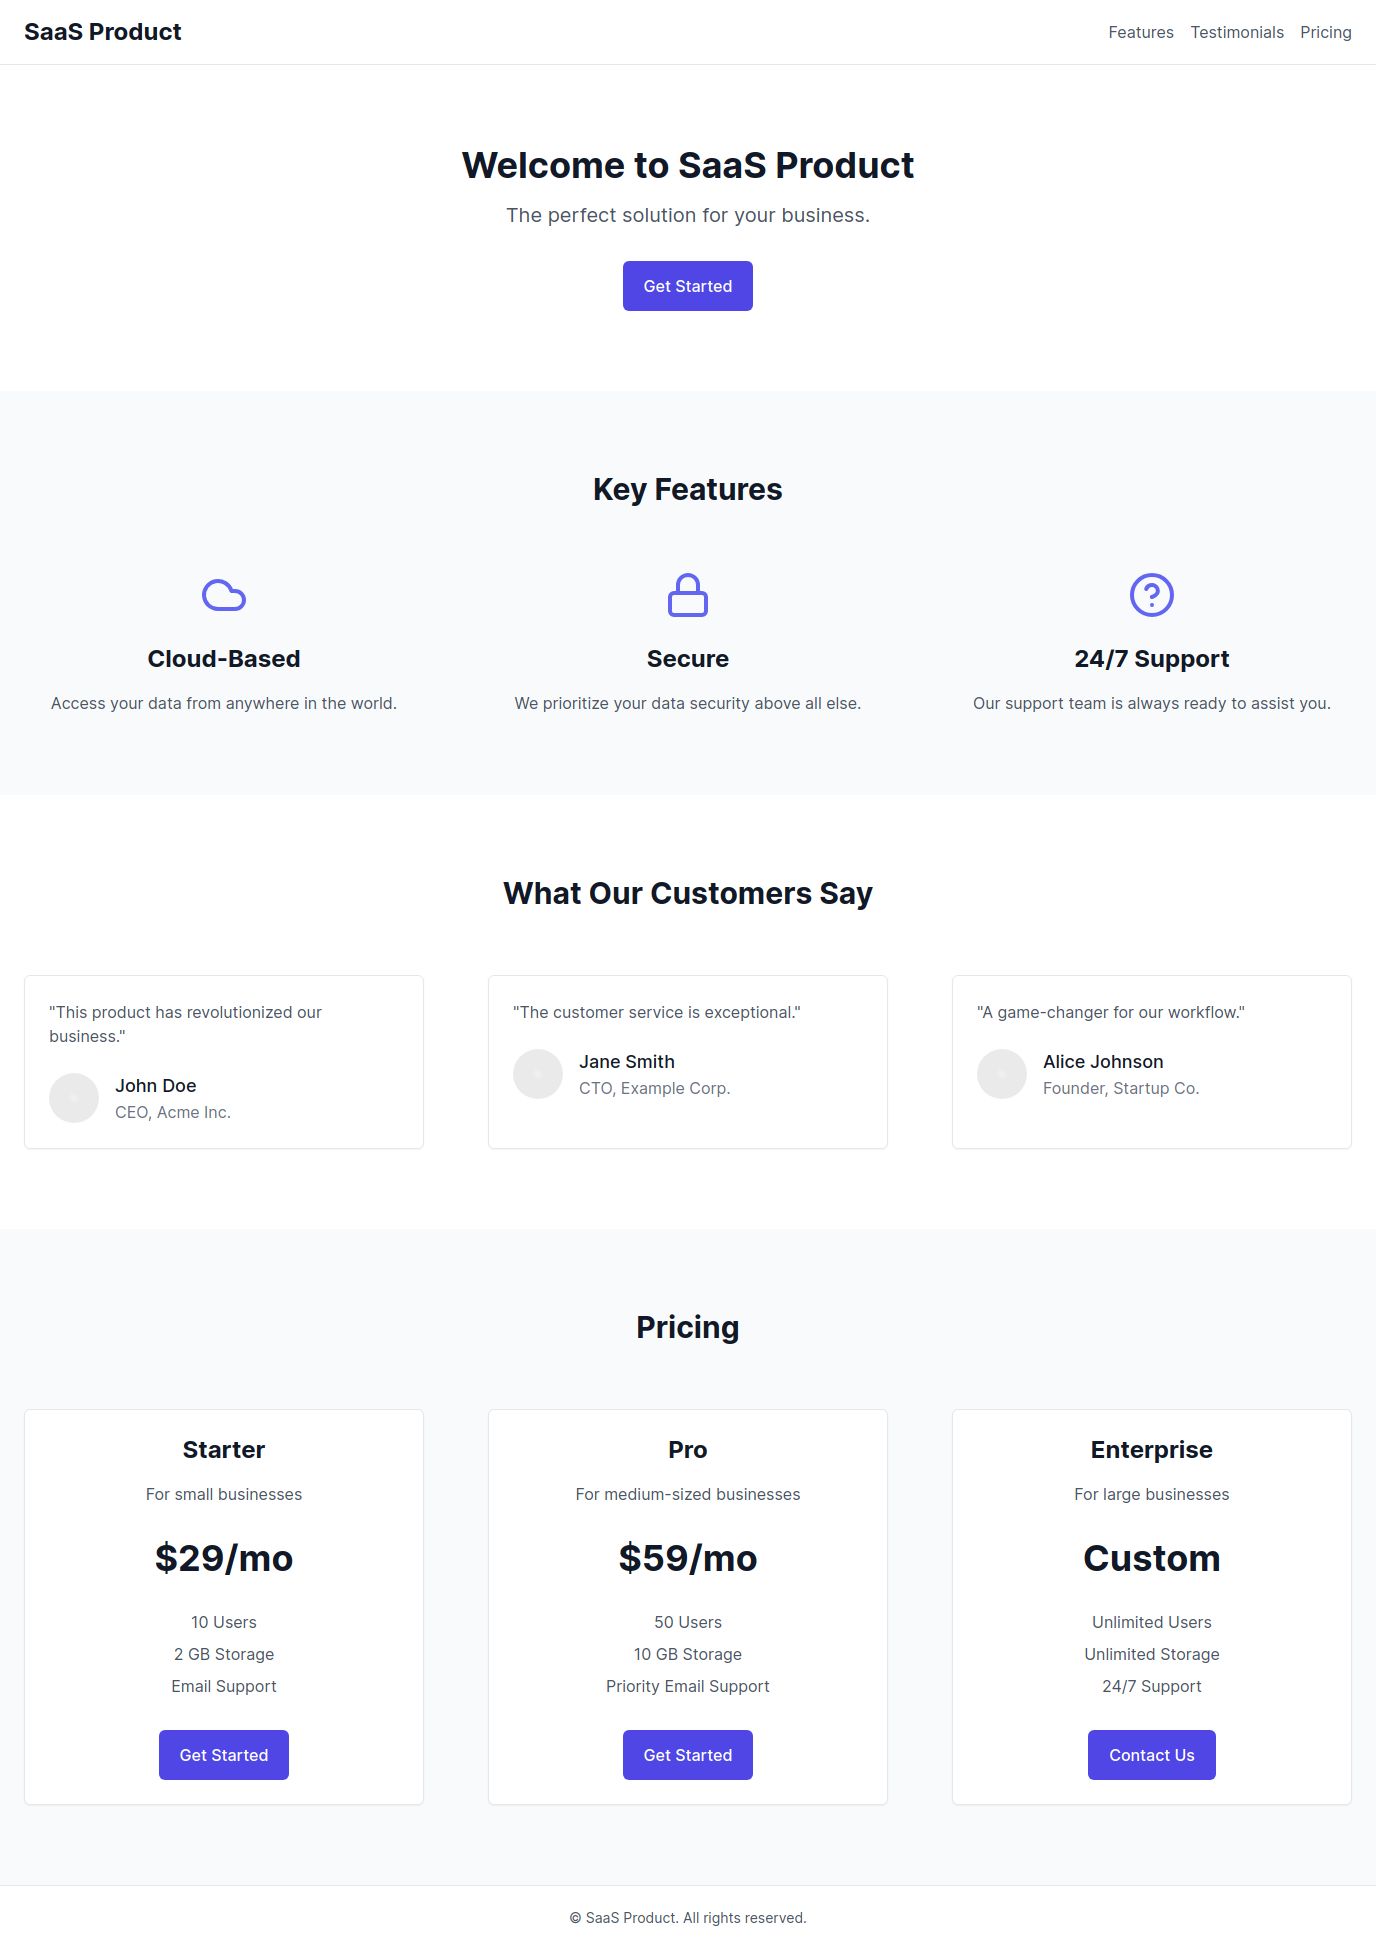 SaaS Product
Features Testimonials Pricing
Welcome to SaaS Product
The perfect solution for your business.
Get Started
Key Features
Cloud-Based
Access your data from anywhere in the world.
Secure
We prioritize your data security above all else.
24/7 Support
Our support team is always ready to assist you.
What Our Customers Say
"This product has revolutionized our
business."
John Doe
CEO, Acme Inc.
"The customer service is exceptional."
Jane Smith
CTO, Example Corp.
"A game-changer for our workflow."
Alice Johnson
Founder, Startup Co.
Pricing
Starter
For small businesses
$29/mo
10 Users
2 GB Storage
Email Support
Get Started
Pro
For medium-sized businesses
$59/mo
50 Users
10 GB Storage
Priority Email Support
Get Started
Enterprise
For large businesses
Custom
Unlimited Users
Unlimited Storage
24/7 Support
Contact Us
© SaaS Product. All rights reserved.